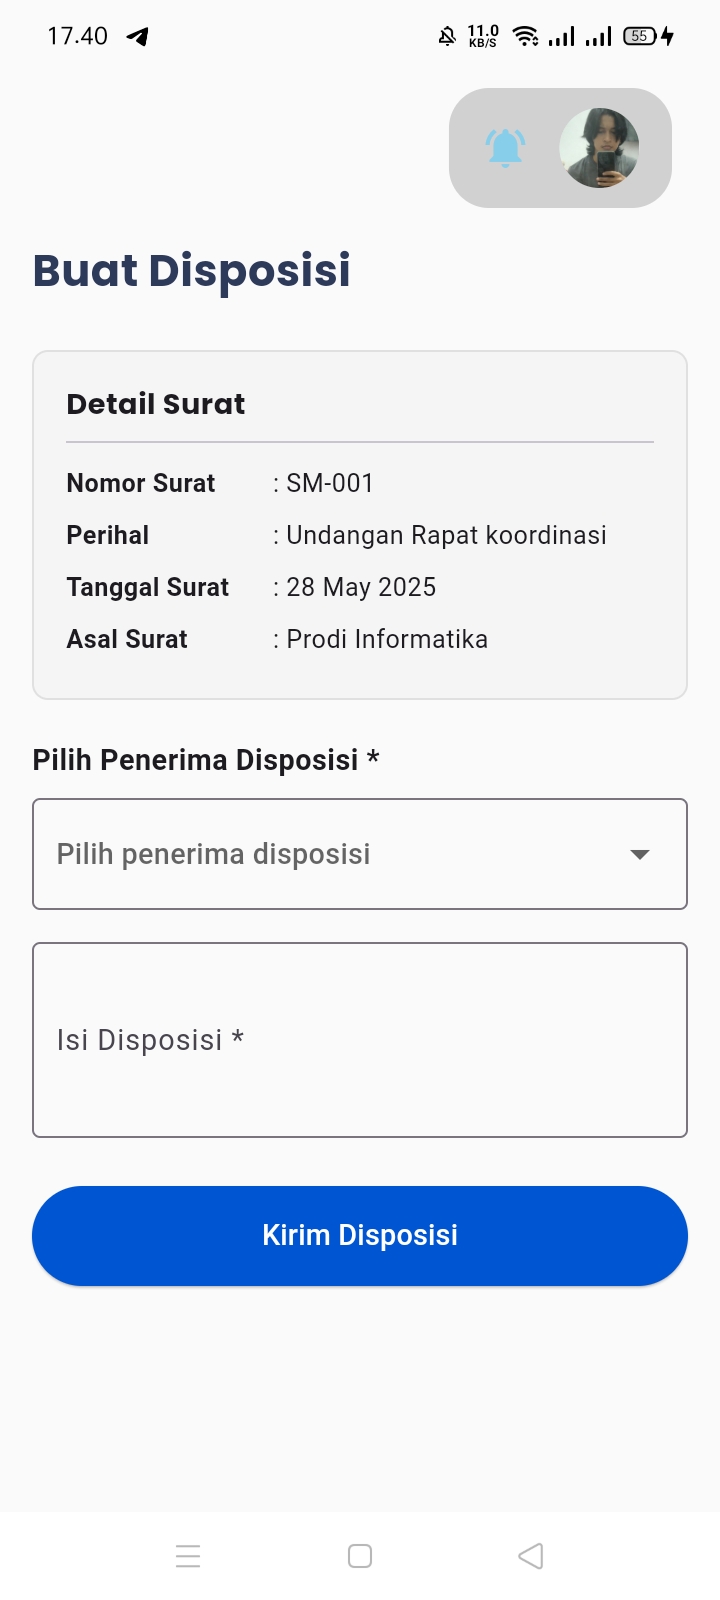 17.40
11.0
KB/S
55
Buat Disposisi
Detail Surat
Nomor Surat : SM-001
Perihal : Undangan Rapat koordinasi
Tanggal Surat : 28 May 2025
Asal Surat : Prodi Informatika
Pilih Penerima Disposisi *
Pilih penerima disposisi
Isi Disposisi *
Kirim Disposisi